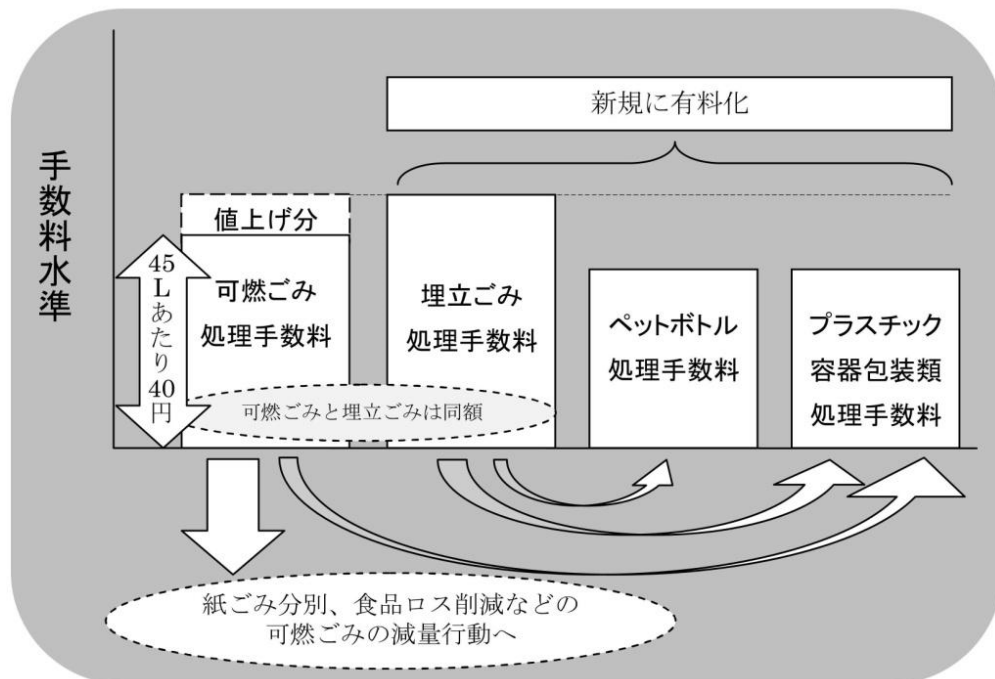 手数料水準
新規に有料化
値上げ分
45Lあたり40円
可燃ごみ
処理手数料
埋立ごみ
処理手数料
ペットボトル
処理手数料
プラスチック
容器包装類
処理手数料
可燃ごみと埋立ごみは同額
紙ごみ分別、食品ロス削減などの
可燃ごみの減量行動へ